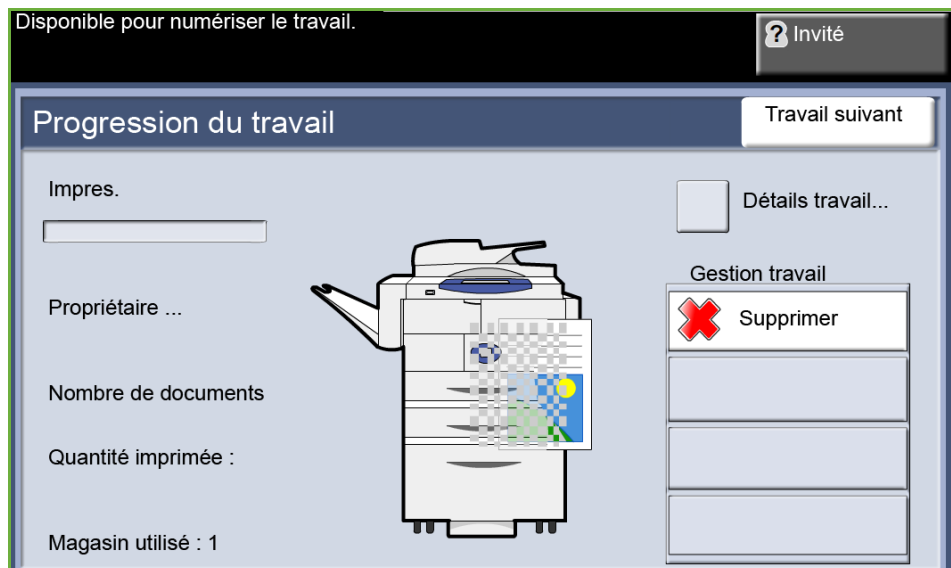 Disponible pour numériser le travail.
? Invité
Progression du travail
Travail suivant
Impres.
Détails travail...
Gestion travail
Propriétaire ...
Supprimer
Nombre de documents
Quantité imprimée :
Magasin utilisé : 1